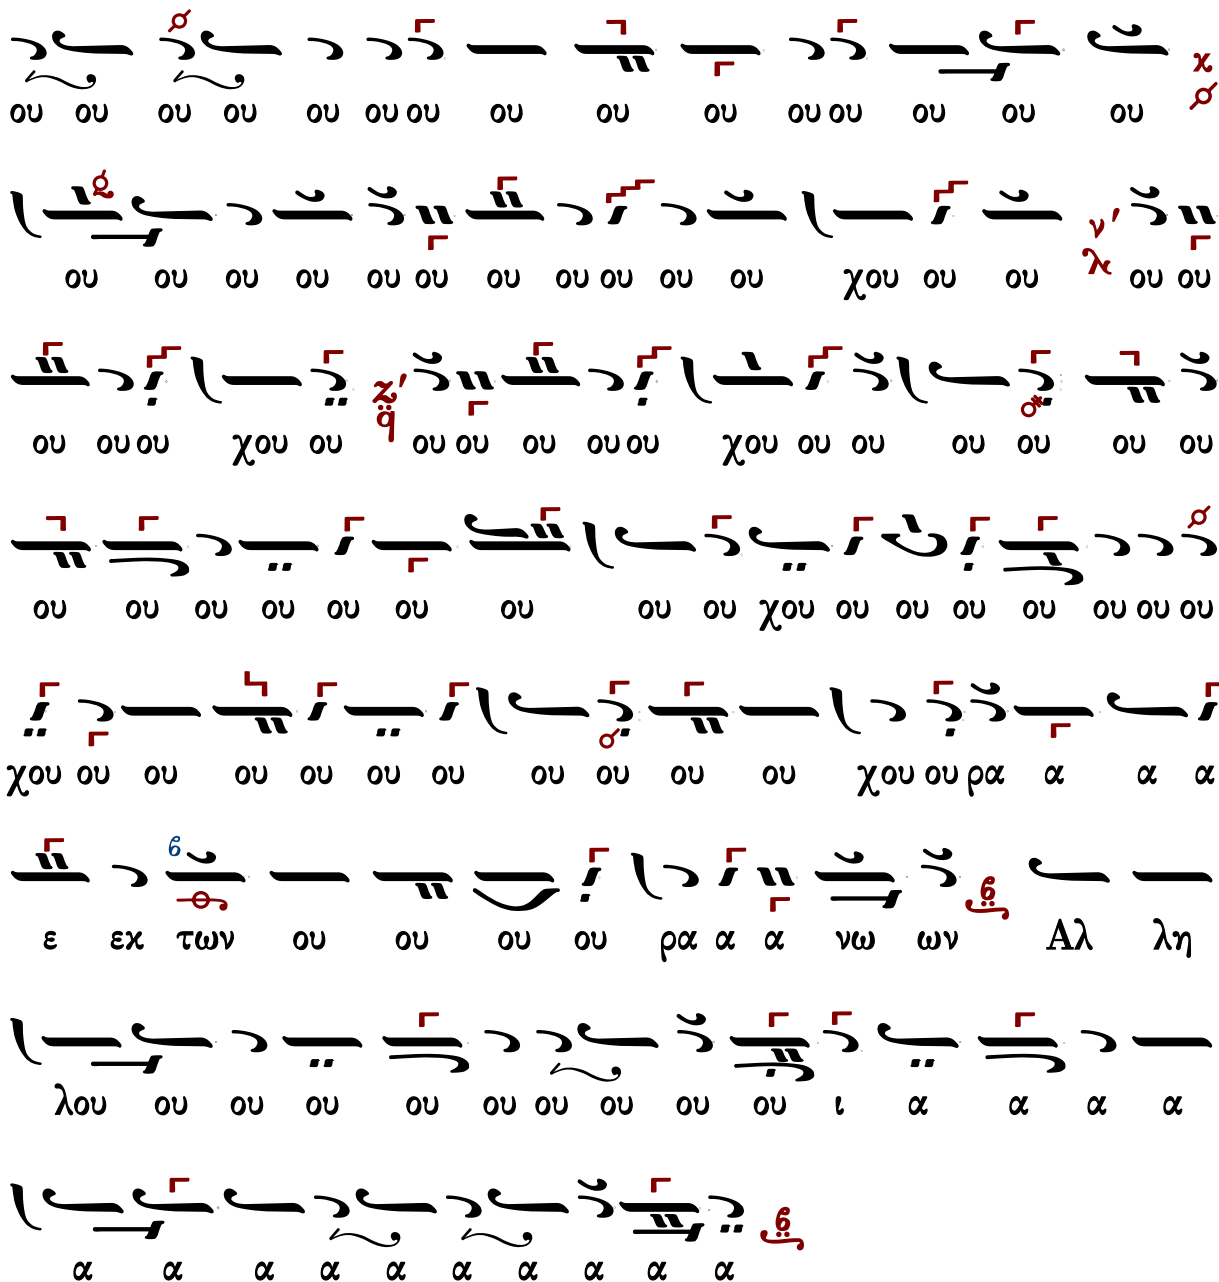 ου ου ου ου ου ου ου ου ου ου ου ου ου ου ου
ου ου ου ου ου ου ου ου ου ου ου χου ου ου ου ου
ου ου ου χου ου ου ου ου ου ου χου ου ου ου ου ου ου
ου ου ου ου ου ου ου ου ου χου ου ου ου ου ου ου ου
χου ου ου ου ου ου ου ου ου ου ου χου ου ρα α α α
ε εκ των ου ου ου ου ρα α α νω ων Αλ λη
λου ου ου ου ου ου ου ου ου ου ι α α α α
α α α α α α α α α α